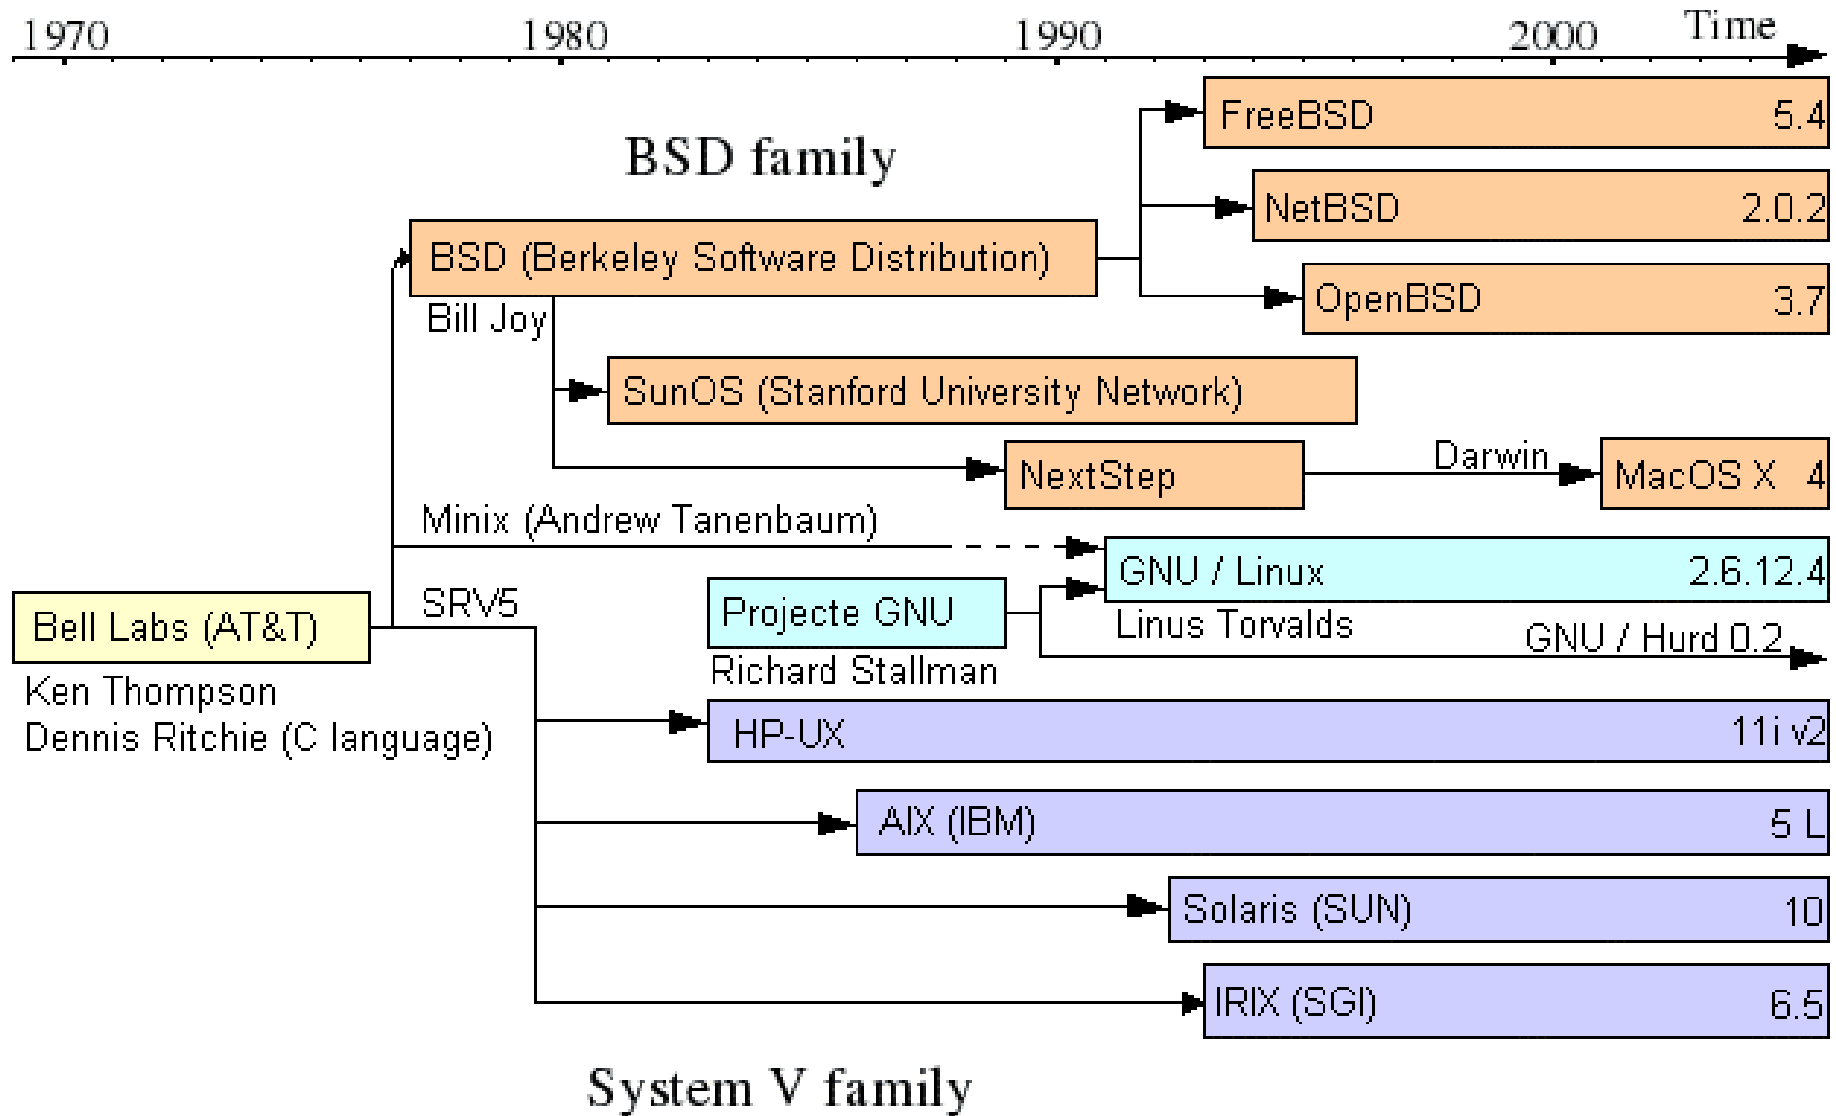 1970 1980 1990 2000 Time
FreeBSD 5.4
BSD family
NetBSD 2.0.2
BSD (Berkeley Software Distribution)
OpenBSD 3.7
Bill Joy
SunOS (Stanford University Network)
Darwin
NextStep
MacOS X 4
Minix (Andrew Tanenbaum)
GNU / Linux 2.6.12.4
SRV5
Projecte GNU
Bell Labs (AT&T)
Linus Torvalds
GNU / Hurd 0.2
Richard Stallman
Ken Thompson
Dennis Ritchie (C language)
HP-UX 11i v2
AIX (IBM) 5 L
Solaris (SUN) 10
IRIX (SGI) 6.5
System V family